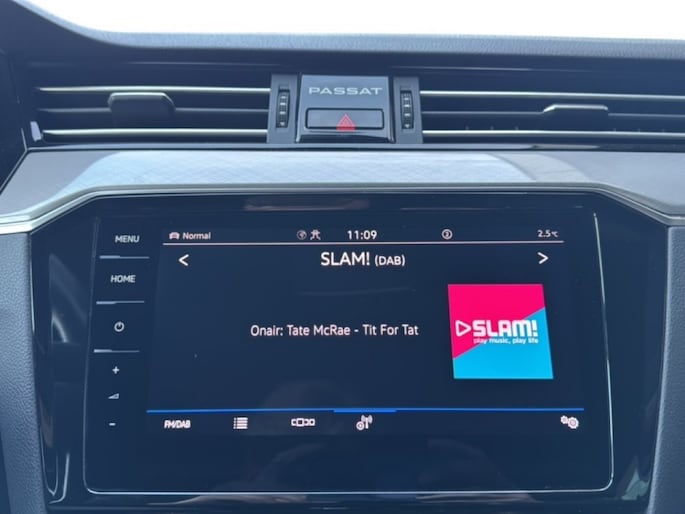 PASSAT
MENU
Normal
11:09
2
2.5°C
HOME
<
SLAM! (DAB)
>
Onair: Tate McRae - Tit For Tat
SLAM!
play music, play life
+
-
FM/DAB